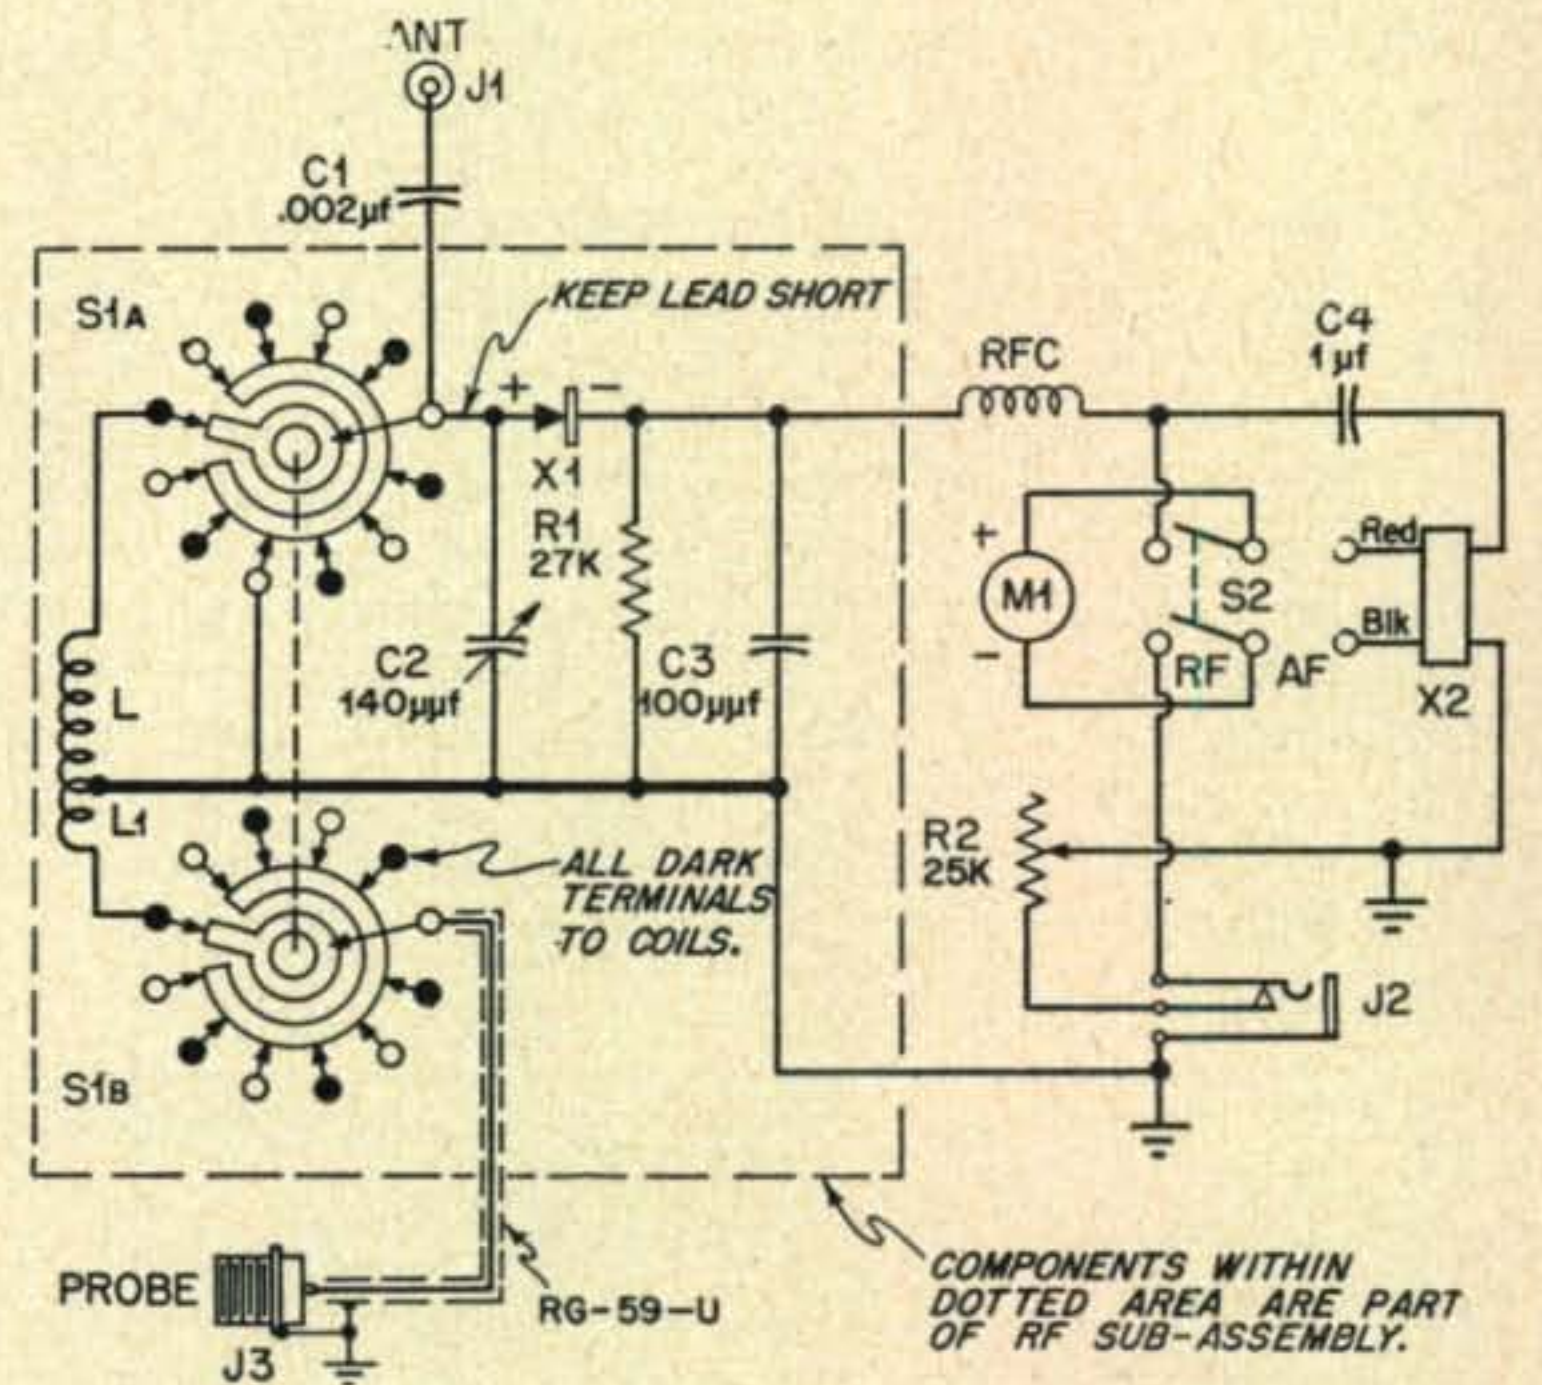 ANT
J1
C1
.002µf
S1A
KEEP LEAD SHORT
+ −
X1
R1
27K
C2
140µµf
C3
100µµf
L
L1
ALL DARK
TERMINALS
TO COILS.
S1B
PROBE
J3
RG-59-U
RFC
C4
1µf
+
M1
−
S2
RF
AF
Red
Blk
X2
R2
25K
J2
COMPONENTS WITHIN
DOTTED AREA ARE PART
OF RF SUB-ASSEMBLY.